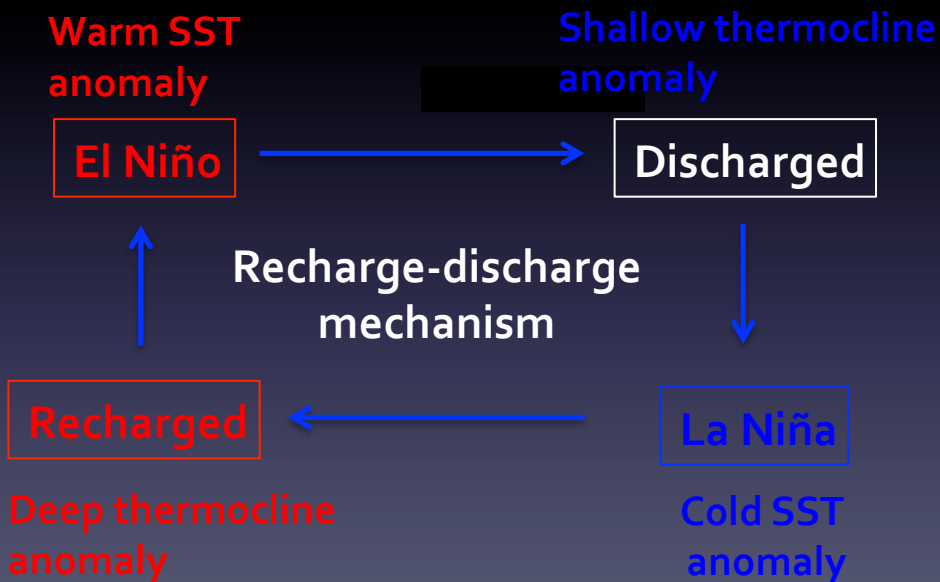 Warm SST
anomaly
Shallow thermocline
anomaly
El Niño
Discharged
Recharge-discharge
mechanism
Recharged
La Niña
Deep thermocline
anomaly
Cold SST
anomaly